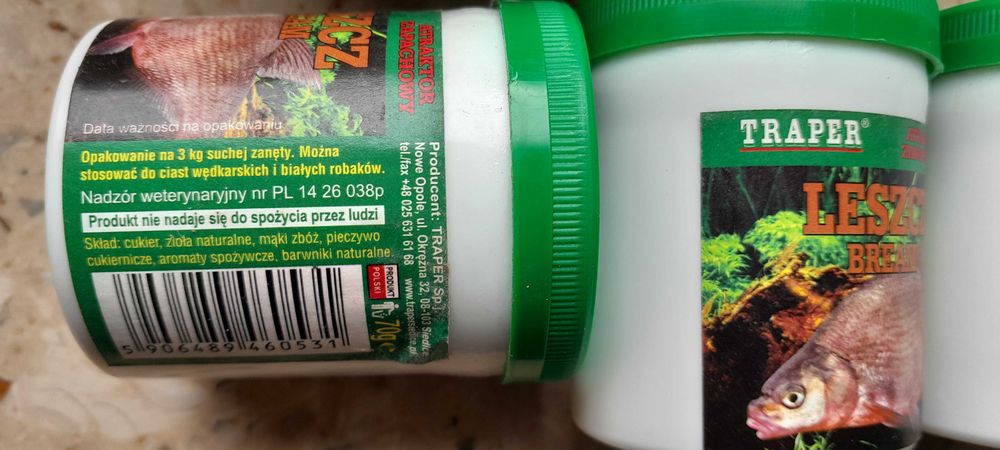 ATRAKTOR
ZAPACHOWY
Data ważności na opakowaniu
Opakowanie na 3 kg suchej zanęty. Można
stosować do ciast wędkarskich i białych robaków.
Nadzór weterynaryjny nr PL 14 26 038p
Produkt nie nadaje się do spożycia przez ludzi
Skład: cukier, zioła naturalne, mąki zbóż, pieczywo
cukiernicze, aromaty spożywcze, barwniki naturalne.
5 906489 460531
PRODUKT
POLSKI
70g
Producent: TRAPER Sp.j.
Nowe Opole, ul. Okrężna 32, 08-103 Siedlce
tel./fax +48 025 631 61 68 www.trapersiedlce.pl
TRAPER®
LESZCZ
BREAM